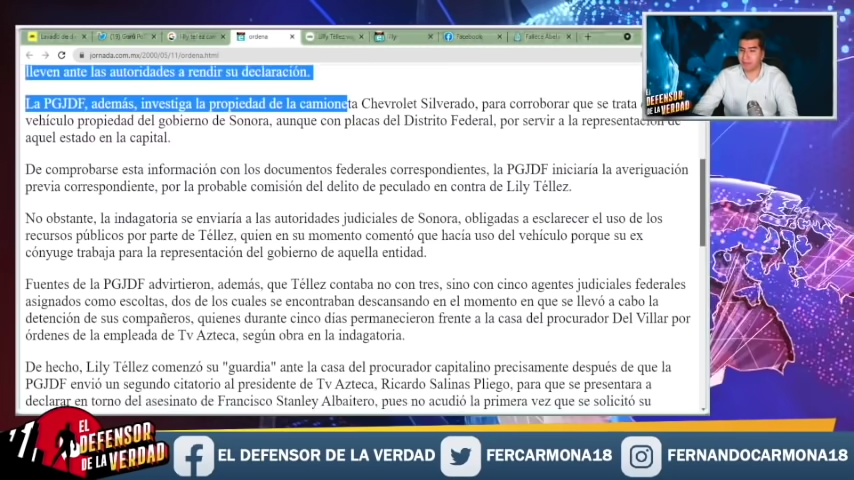 ordena
Lilly Téllez
Facebook
jornada.com.mx/2000/05/11/ordena.html
lleven ante las autoridades a rendir su declaración.
La PGJDF, además, investiga la propiedad de la camioneta Chevrolet Silverado, para corroborar que se trata
vehículo propiedad del gobierno de Sonora, aunque con placas del Distrito Federal, por servir a la representación de
aquel estado en la capital.
De comprobarse esta información con los documentos federales correspondientes, la PGJDF iniciaría la averiguación
previa correspondiente, por la probable comisión del delito de peculado en contra de Lily Téllez.
No obstante, la indagatoria se enviaría a las autoridades judiciales de Sonora, obligadas a esclarecer el uso de los
recursos públicos por parte de Téllez, quien en su momento comentó que hacía uso del vehículo porque su ex
cónyuge trabaja para la representación del gobierno de aquella entidad.
Fuentes de la PGJDF advirtieron, además, que Téllez contaba no con tres, sino con cinco agentes judiciales federales
asignados como escoltas, dos de los cuales se encontraban descansando en el momento en que se llevó a cabo la
detención de sus compañeros, quienes durante cinco días permanecieron frente a la casa del procurador Del Villar por
órdenes de la empleada de Tv Azteca, según obra en la indagatoria.
De hecho, Lily Téllez comenzó su "guardia" ante la casa del procurador capitalino precisamente después de que la
PGJDF envió un segundo citatorio al presidente de Tv Azteca, Ricardo Salinas Pliego, para que se presentara a
declarar en torno del asesinato de Francisco Stanley Albaitero, pues no acudió la primera vez que se solicitó su
EL
DEFENSOR
DE LA VERDAD
EL
DEFENSOR
DE LA VERDAD
EL DEFENSOR DE LA VERDAD
FERCARMONA18
FERNANDOCARMONA18